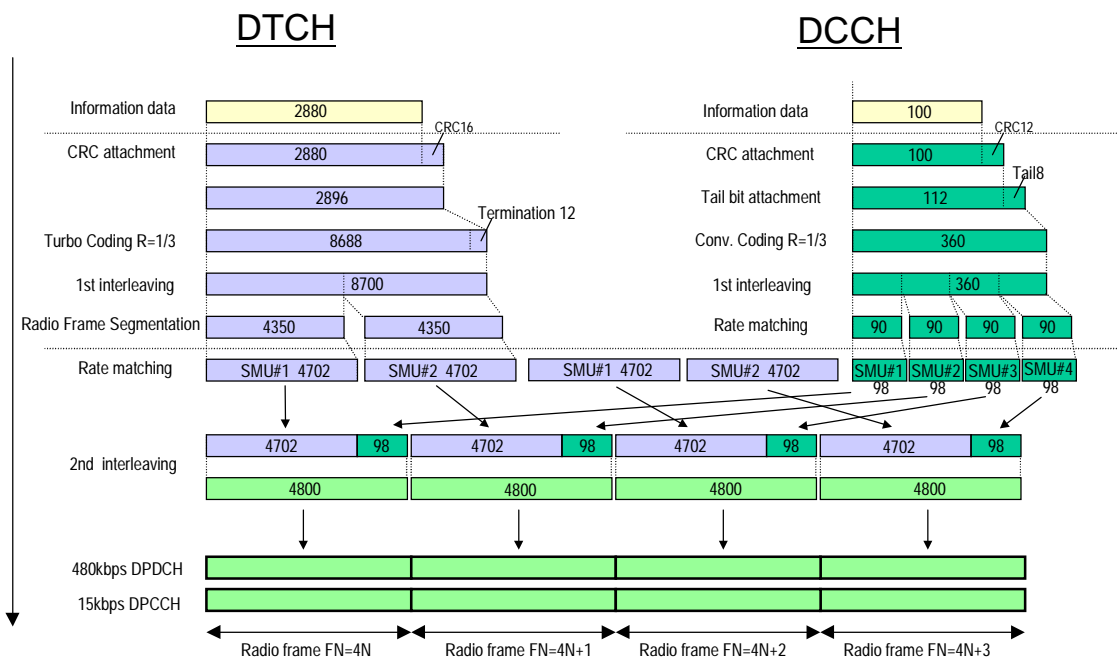 DTCH DCCH
Information data 2880 Information data 100
CRC16 CRC12
CRC attachment 2880 CRC attachment 100
Tail8
2896 Tail bit attachment 112
Termination 12
Turbo Coding R=1/3 8688 Conv. Coding R=1/3 360
1st interleaving 8700 1st interleaving 360
Radio Frame Segmentation 4350 4350 Rate matching 90 90 90 90
Rate matching SMU#1 4702 SMU#2 4702 SMU#1 4702 SMU#2 4702 SMU#1 SMU#2 SMU#3 SMU#4
98 98 98 98
4702 98 4702 98 4702 98 4702 98
2nd interleaving
4800 4800 4800 4800
480kbps DPDCH
15kbps DPCCH
Radio frame FN=4N Radio frame FN=4N+1 Radio frame FN=4N+2 Radio frame FN=4N+3